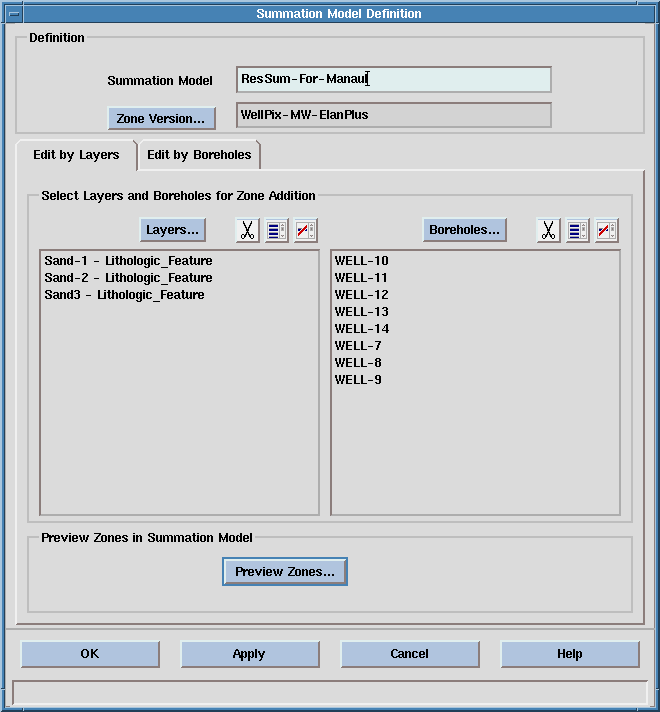 Summation Model Definition
Definition
Summation Model
ResSum-For-Manaul
Zone Version...
WellPix-MW-ElanPlus
Edit by Layers
Edit by Boreholes
Select Layers and Boreholes for Zone Addition
Layers...
Boreholes...
Sand-1 - Lithologic_Feature
Sand-2 - Lithologic_Feature
Sand3 - Lithologic_Feature
WELL-10
WELL-11
WELL-12
WELL-13
WELL-14
WELL-7
WELL-8
WELL-9
Preview Zones in Summation Model
Preview Zones...
OK
Apply
Cancel
Help